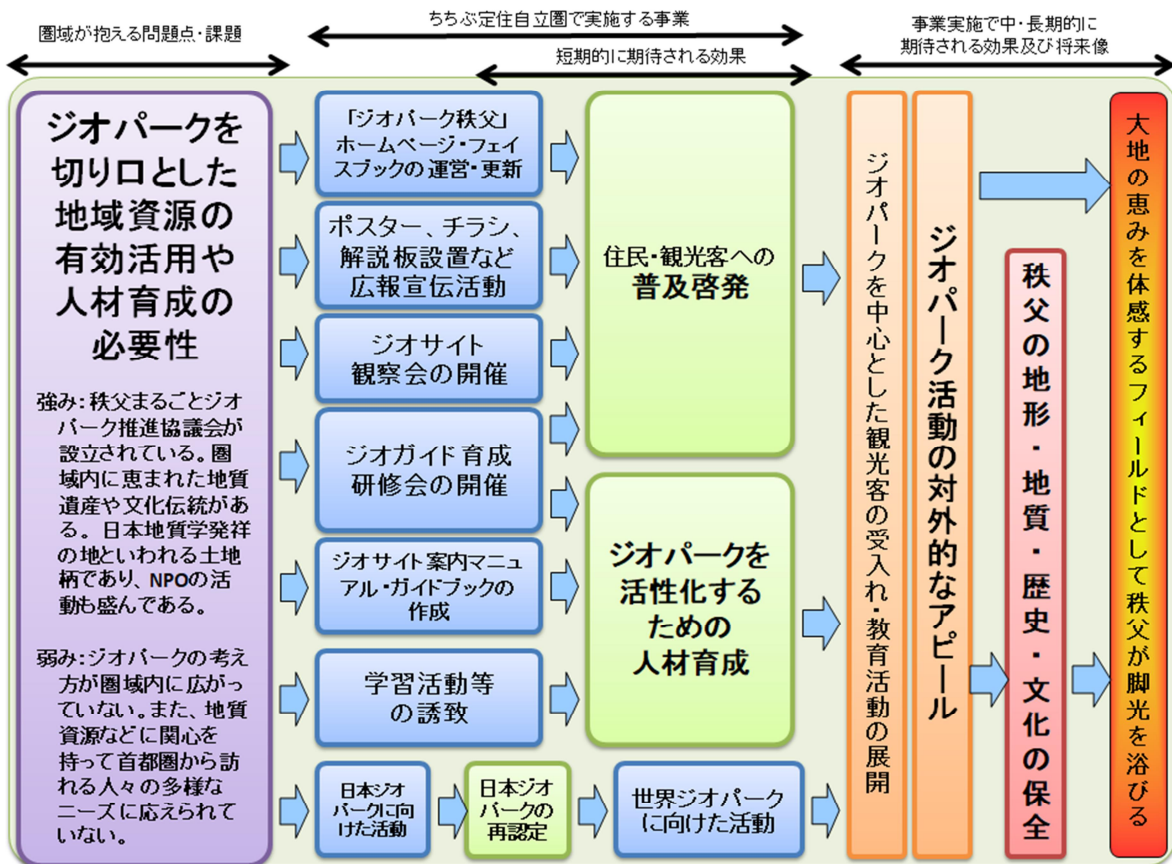 圏域が抱える問題点・課題
ちちぶ定住自立圏で実施する事業
短期的に期待される効果
事業実施で中・長期的に
期待される効果及び将来像
ジオパークを
切り口とした
地域資源の
有効活用や
人材育成の
必要性
強み：秩父まるごとジオ
パーク推進協議会が
設立されている。圏
域内に恵まれた地質
遺産や文化伝統があ
る。日本地質学発祥
の地といわれる土地
柄であり、NPOの活
動も盛んである。
弱み：ジオパークの考え
方が圏域内に広がっ
ていない。また、地質
資源などに関心を
持って首都圏から訪
れる人々の多様な
ニーズに応えられて
いない。
「ジオパーク秩父」
ホームページ・フェイ
スブックの運営・更新
ポスター、チラシ、
解説板設置など
広報宣伝活動
ジオサイト
観察会の開催
ジオガイド育成
研修会の開催
ジオサイト案内マニュ
アル・ガイドブックの
作成
学習活動等
の誘致
日本ジオ
パークに向
けた活動
日本ジオ
パークの
再認定
世界ジオパーク
に向けた活動
住民・観光客への
普及啓発
ジオパークを
活性化する
ための
人材育成
ジオパークを中心とした観光客の受入れ・教育活動の展開
ジオパーク活動の対外的なアピール
秩父の地形・地質・歴史・文化の保全
大地の恵みを体感するフィールドとして秩父が脚光を浴びる